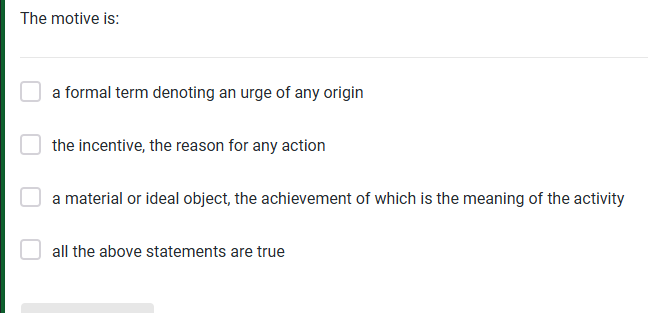 The motive is:
a formal term denoting an urge of any origin
the incentive, the reason for any action
a material or ideal object, the achievement of which is the meaning of the activity
all the above statements are true